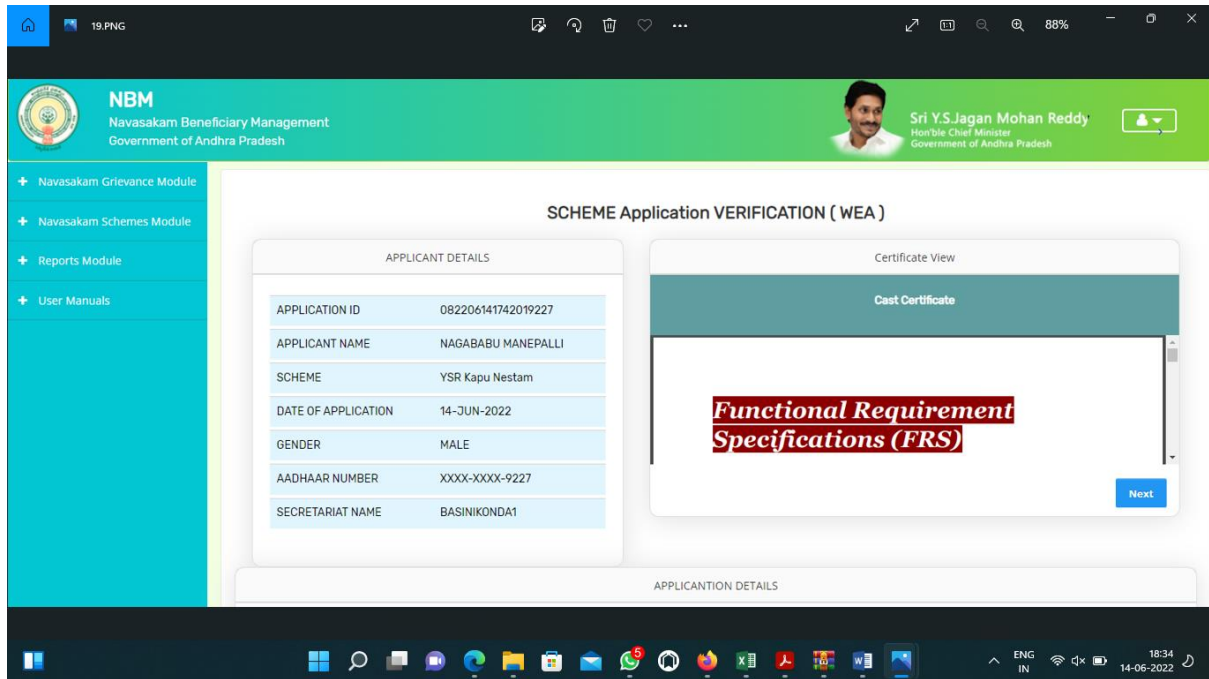 19.PNG
88%
NBM
Navasakam Beneficiary Management
Government of Andhra Pradesh
Sri Y.S.Jagan Mohan Reddy
Hon'ble Chief Minister
Government of Andhra Pradesh
Navasakam Grievance Module
Navasakam Schemes Module
Reports Module
User Manuals
SCHEME Application VERIFICATION ( WEA )
APPLICANT DETAILS
APPLICATION ID 082206141742019227
APPLICANT NAME NAGABABU MANEPALLI
SCHEME YSR Kapu Nestam
DATE OF APPLICATION 14-JUN-2022
GENDER MALE
AADHAAR NUMBER XXXX-XXXX-9227
SECRETARIAT NAME BASINIKONDA1
Certificate View
Cast Certificate
Functional Requirement
Specifications (FRS)
Next
APPLICANTION DETAILS
5
ENG
IN
18:34
14-06-2022